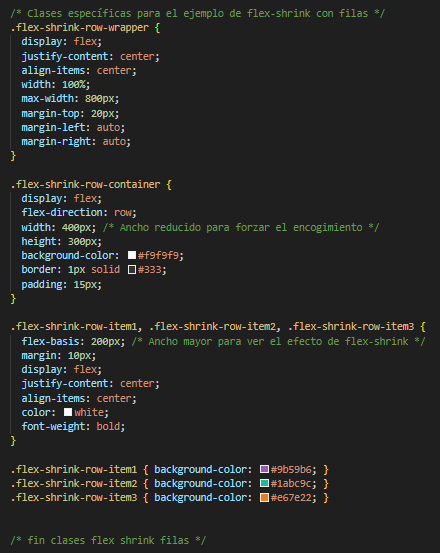 /* Clases específicas para el ejemplo de flex-shrink con filas */
.flex-shrink-row-wrapper {
  display: flex;
  justify-content: center;
  align-items: center;
  width: 100%;
  max-width: 800px;
  margin-top: 20px;
  margin-left: auto;
  margin-right: auto;
}

.flex-shrink-row-container {
  display: flex;
  flex-direction: row;
  width: 400px; /* Ancho reducido para forzar el encogimiento */
  height: 300px;
  background-color: #f9f9f9;
  border: 1px solid #333;
  padding: 15px;
}

.flex-shrink-row-item1, .flex-shrink-row-item2, .flex-shrink-row-item3 {
  flex-basis: 200px; /* Ancho mayor para ver el efecto de flex-shrink */
  margin: 10px;
  display: flex;
  justify-content: center;
  align-items: center;
  color: white;
  font-weight: bold;
}

.flex-shrink-row-item1 { background-color: #9b59b6; }
.flex-shrink-row-item2 { background-color: #1abc9c; }
.flex-shrink-row-item3 { background-color: #e67e22; }

/* fin clases flex shrink filas */